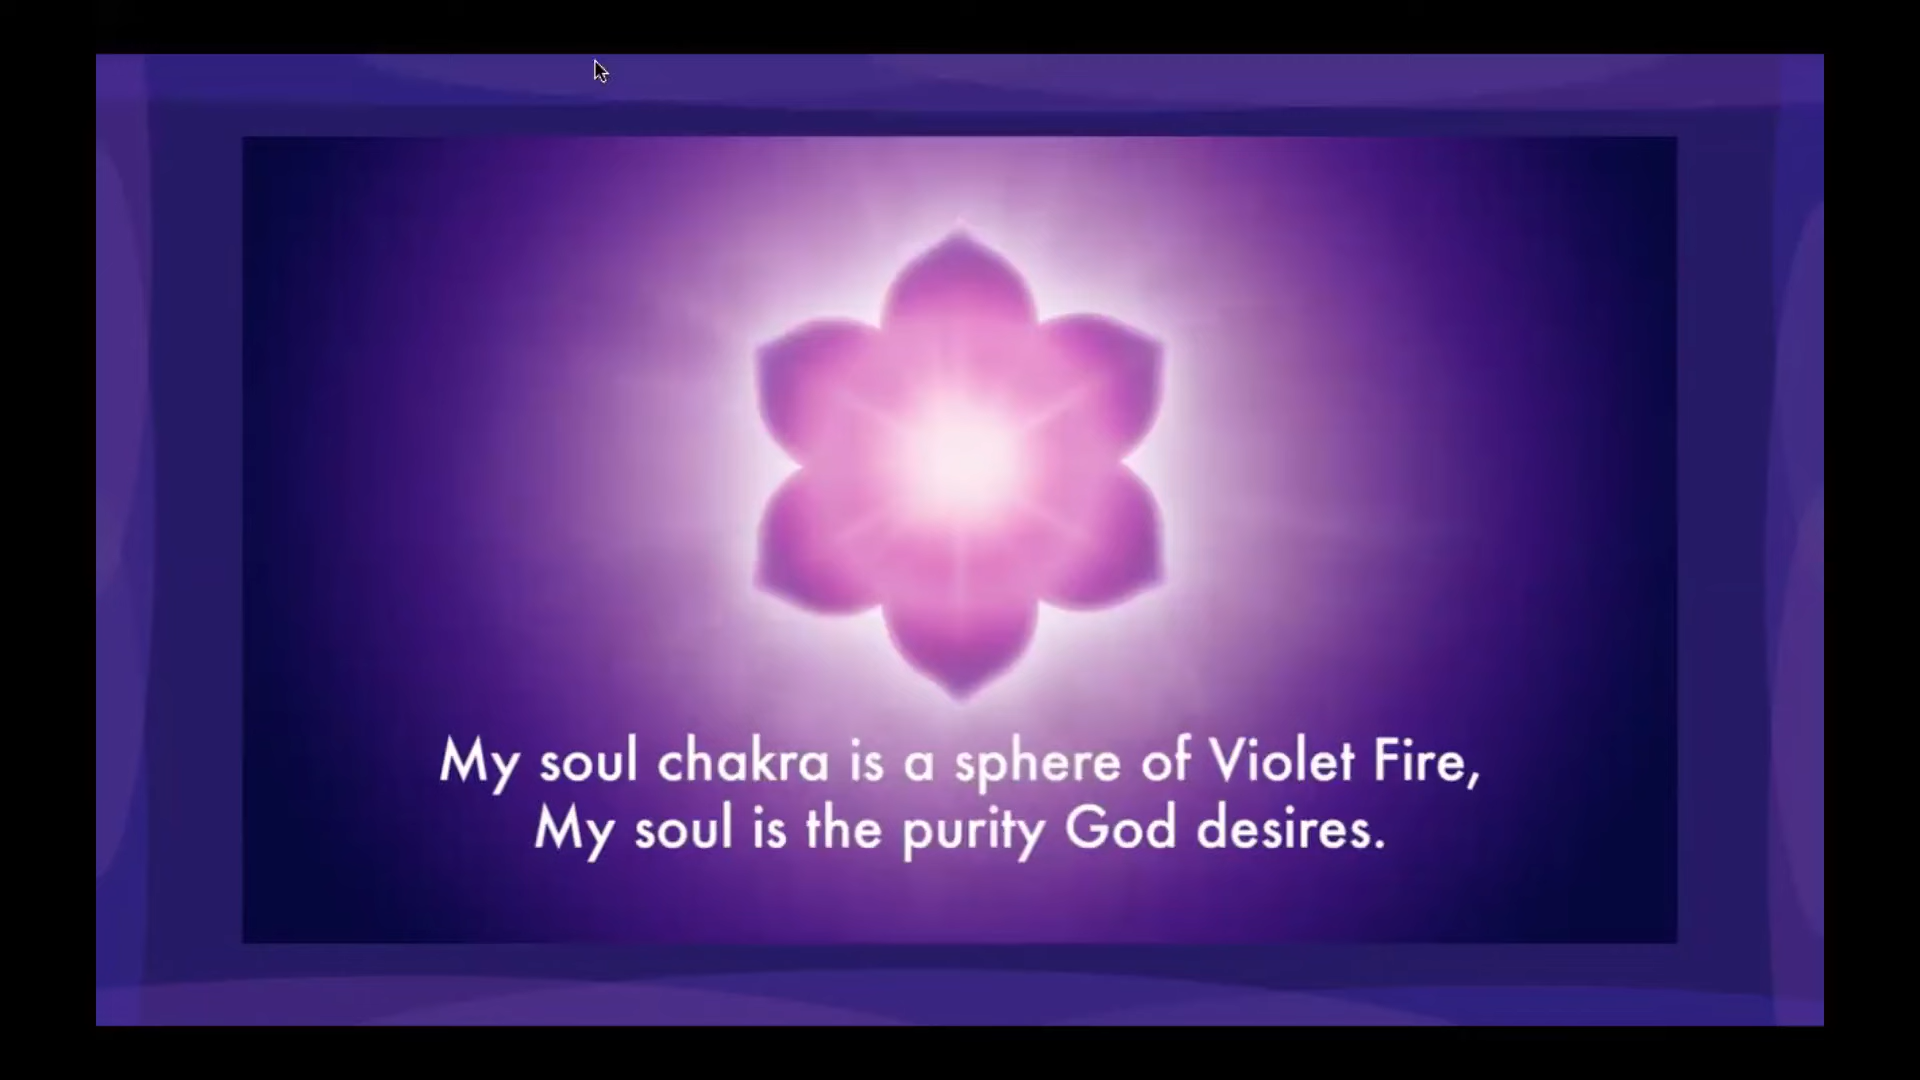 My soul chakra is a sphere of Violet Fire,
My soul is the purity God desires.